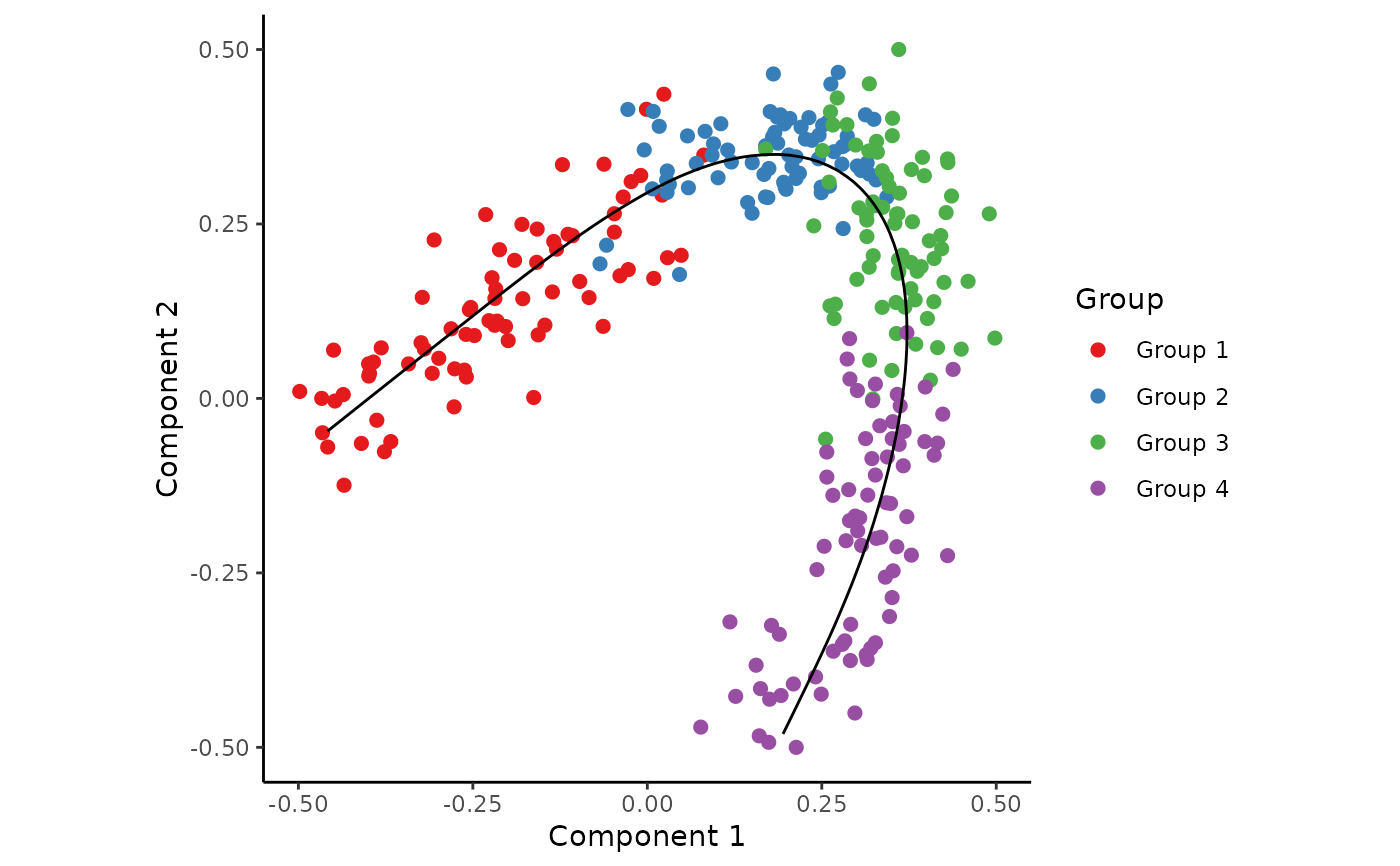 0.50
0.25
0.00
-0.25
-0.50
Component 2
-0.50 -0.25 0.00 0.25 0.50
Component 1
Group
Group 1
Group 2
Group 3
Group 4